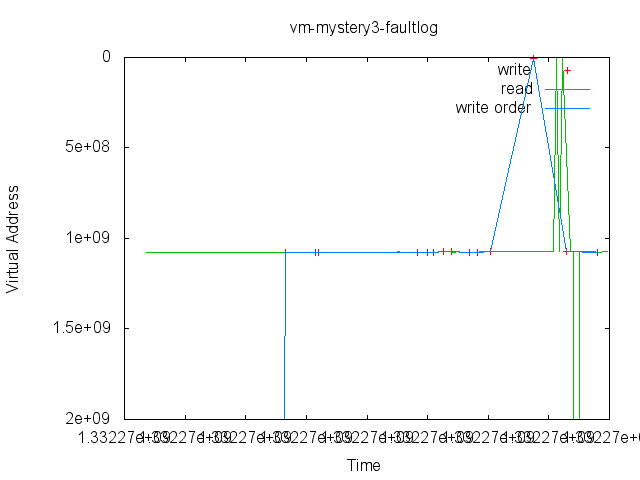 vm-mystery3-faultlog
0
write
read
write order
5e+08
1e+09
1.5e+09
2e+09
Virtual Address
1.33227e+09
Time